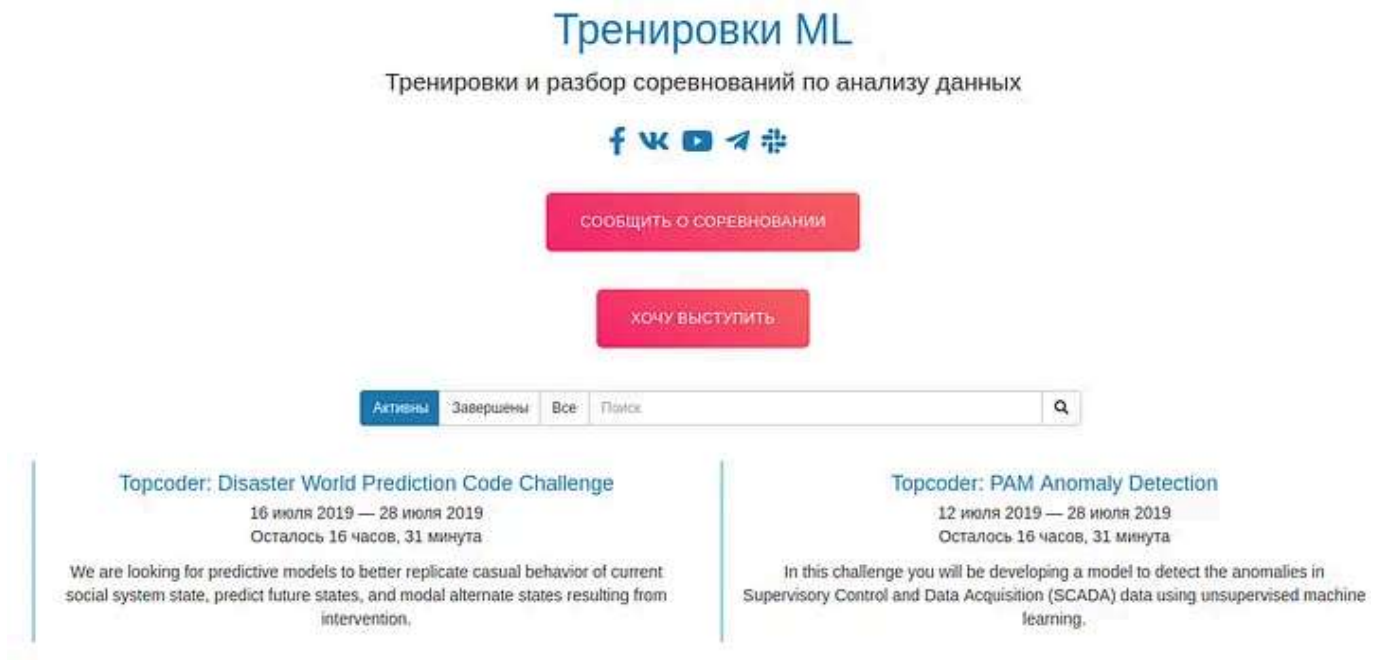 Тренировки ML
Тренировки и разбор соревнований по анализу данных
СООБЩИТЬ О СОРЕВНОВАНИИ
ХОЧУ ВЫСТУПИТЬ
Активны Завершены Все Поиск
Topcoder: Disaster World Prediction Code Challenge
16 июля 2019 — 28 июля 2019
Осталось 16 часов, 31 минута
We are looking for predictive models to better replicate casual behavior of current
social system state, predict future states, and modal alternate states resulting from
intervention.
Topcoder: PAM Anomaly Detection
12 июля 2019 — 28 июля 2019
Осталось 16 часов, 31 минута
In this challenge you will be developing a model to detect the anomalies in
Supervisory Control and Data Acquisition (SCADA) data using unsupervised machine
learning.